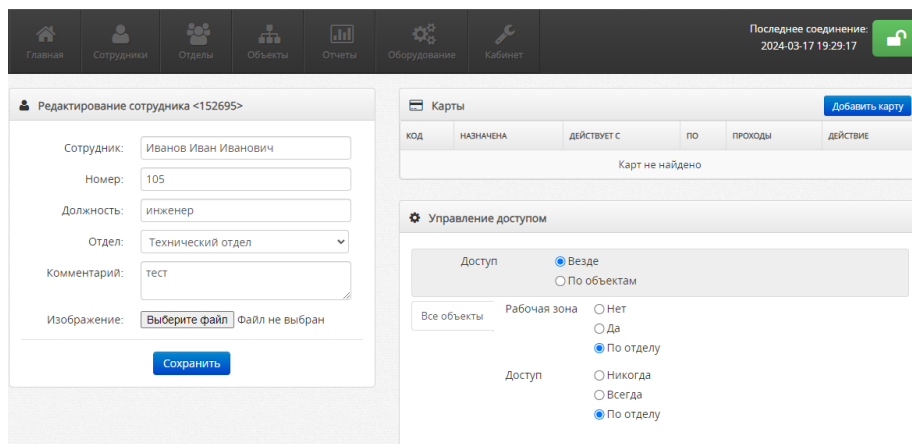 Главная Сотрудники Отделы Объекты Отчеты Оборудование Кабинет
Последнее соединение:
2024-03-17 19:29:17
Редактирование сотрудника <152695>
Сотрудник: Иванов Иван Иванович
Номер: 105
Должность: инженер
Отдел: Технический отдел
Комментарий: тест
Изображение: Выберите файл Файл не выбран
Сохранить
Карты Добавить карту
КОД НАЗНАЧЕНА ДЕЙСТВУЕТ С ПО ПРОХОДЫ ДЕЙСТВИЕ
Карт не найдено
Управление доступом
Доступ Везде
По объектам
Все объекты Рабочая зона Нет
Да
По отделу
Доступ Никогда
Всегда
По отделу